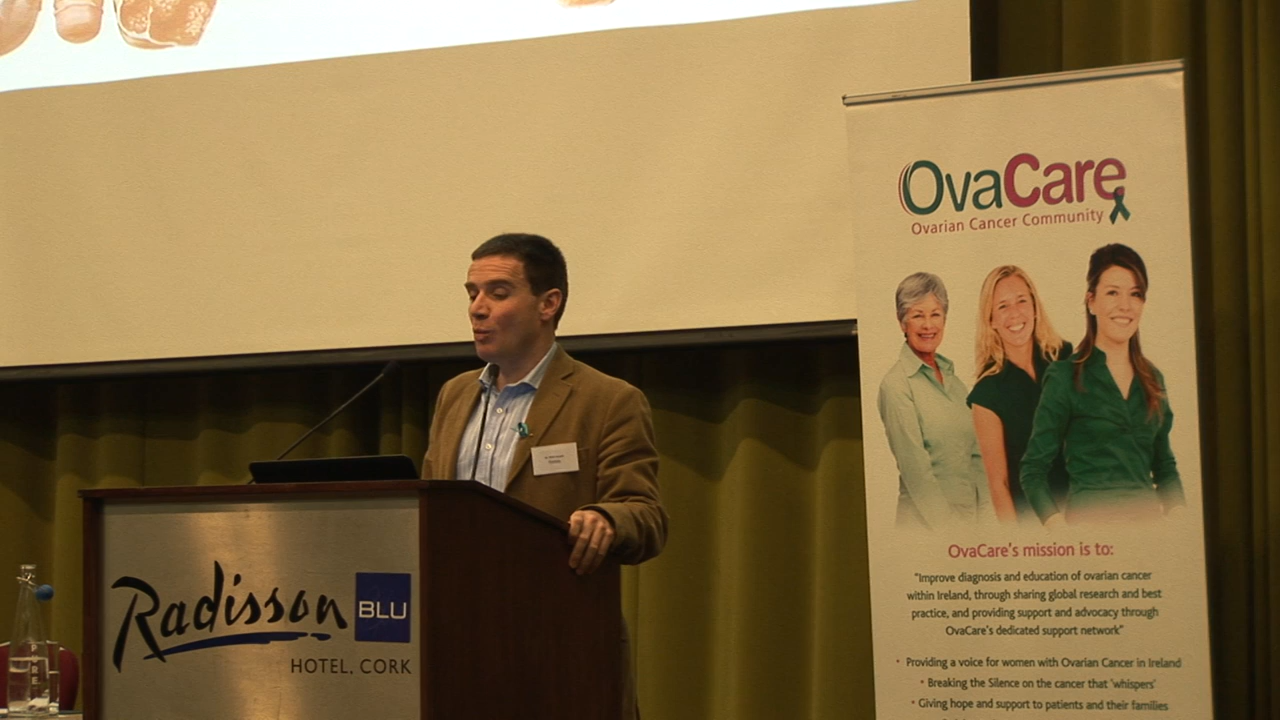 OvaCare
Ovarian Cancer Community
OvaCare's mission is to:
"Improve diagnosis and education of ovarian cancer
within Ireland, through sharing global research and best
practice, and providing support and advocacy through
OvaCare's dedicated support network"
• Providing a voice for women with Ovarian Cancer in Ireland
• Breaking the Silence on the cancer that 'whispers'
• Giving hope and support to patients and their families
Radisson BLU
HOTEL, CORK